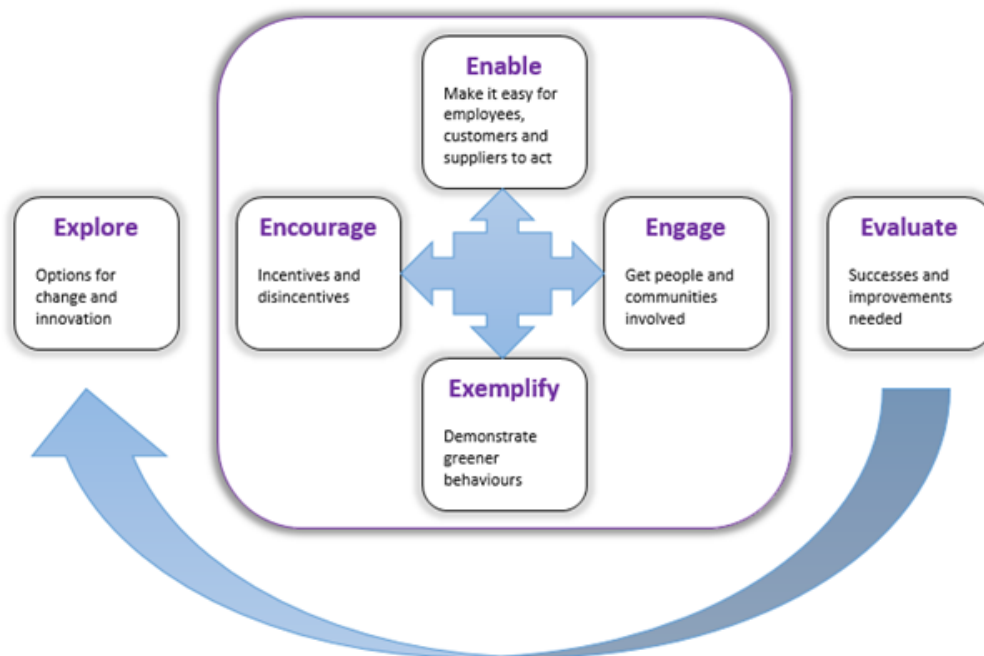 Enable
Make it easy for
employees,
customers and
suppliers to act
Explore
Options for
change and
innovation
Encourage
Incentives and
disincentives
Engage
Get people and
communities
involved
Evaluate
Successes and
improvements
needed
Exemplify
Demonstrate
greener
behaviours